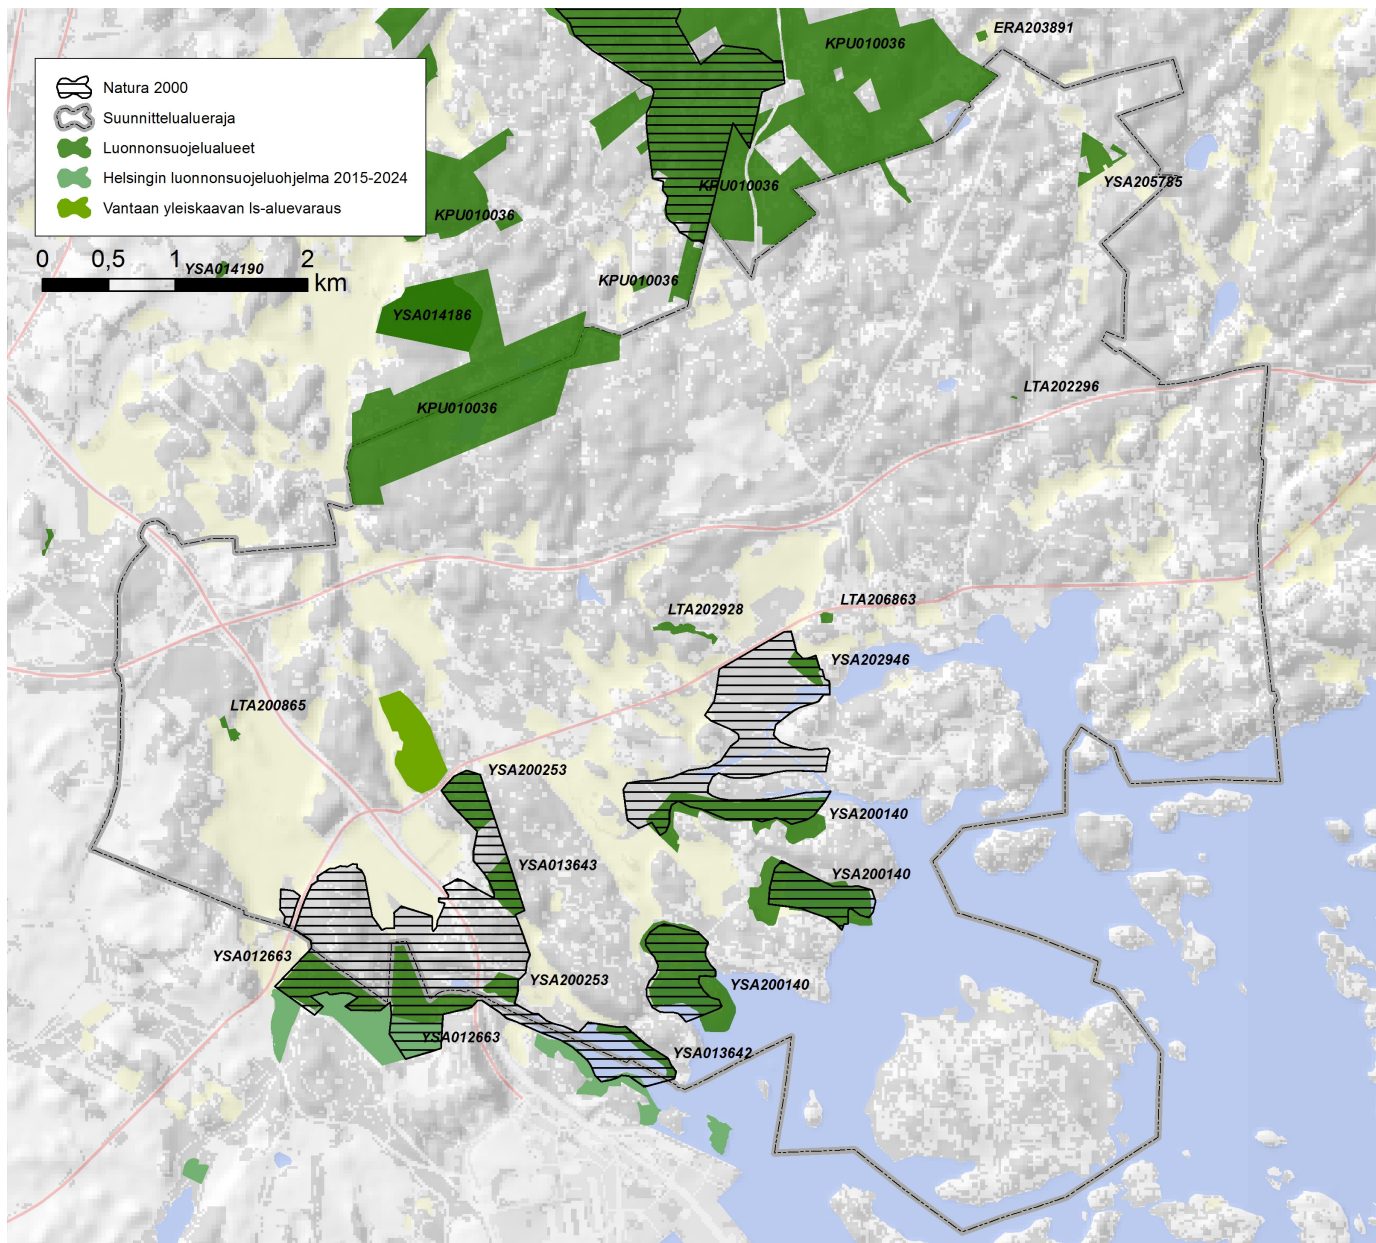 ERA203891
KPU010036
Natura 2000
Suunnittelualueraja
Luonnonsuojelualueet
Helsingin luonnonsuojeluohjelma 2015-2024
Vantaan yleiskaavan ls-aluevaraus
KPU010036
YSA205785
KPU010036
0 0,5 1 2
km
YSA014190
KPU010036
YSA014186
LTA202296
KPU010036
LTA206863
LTA202928
YSA202946
LTA200865
YSA200253
YSA200140
YSA013643
YSA200140
YSA012663
YSA200253
YSA200140
YSA012663
YSA013642